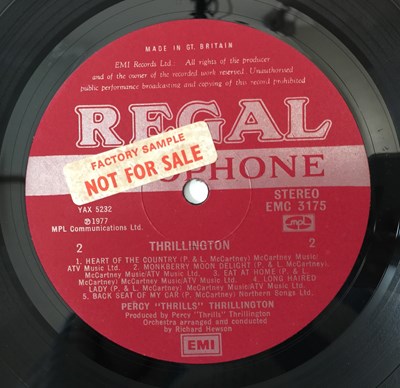 MADE IN GT. BRITAIN
EMI Records Ltd. All rights of the producer
and of the owner of the recorded work reserved. Unauthorised
public performance broadcasting and copying of this record prohibited
REGAL
FACTORY SAMPLE
NOT FOR SALE
OPHONE
YAX 5232
STEREO
EMC 3175
℗1977
MPL Communications Ltd.
mpl
2 THRILLINGTON 2
1. HEART OF THE COUNTRY (P. & L. McCartney) McCartney Music/
ATV Music Ltd. 2. MONKBERRY MOON DELIGHT (P. & L. McCartney)
McCartney Music/ATV Music Ltd. 3. EAT AT HOME (P. & L.
McCartney) McCartney Music/ATV Music Ltd. 4. LONG HAIRED
LADY (P. & L. McCartney) McCartney Music/ATV Music Ltd.
5. BACK SEAT OF MY CAR (P. McCartney) Northern Songs Ltd.
PERCY "THRILLS" THRILLINGTON
Produced by Percy "Thrills" Thrillington
Orchestra arranged and conducted
by Richard Hewson
EMI